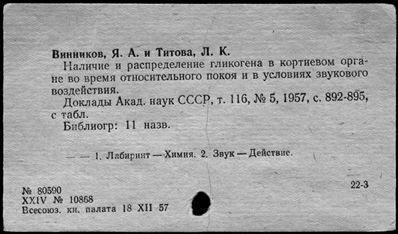 Винников, Я. А. и Титова, Л. К.
Наличие и распределение гликогена в кортиевом орга-
не во время относительного покоя и в условиях звукового
воздействия.
Доклады Акад. наук СССР, т. 116, № 5, 1957, с. 892-895,
с табл.
Библиогр: 11 назв.
— — 1. Лабиринт — Химия. 2. Звук — Действие.
№ 80590
22-3
XXIV № 10868
Всесоюз. кн. палата 18 XII 57